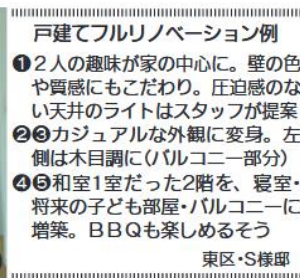 戸建てフルリノベーション例
❶2人の趣味が家の中心に。壁の色
や質感にもこだわり。圧迫感のな
い天井のライトはスタッフが提案
❷❸カジュアルな外観に変身。左
側は木目調に(バルコニー部分)
❹❺和室1室だった2階を、寝室・
将来の子ども部屋・バルコニーに
増築。BBQも楽しめるそう
東区・S様邸